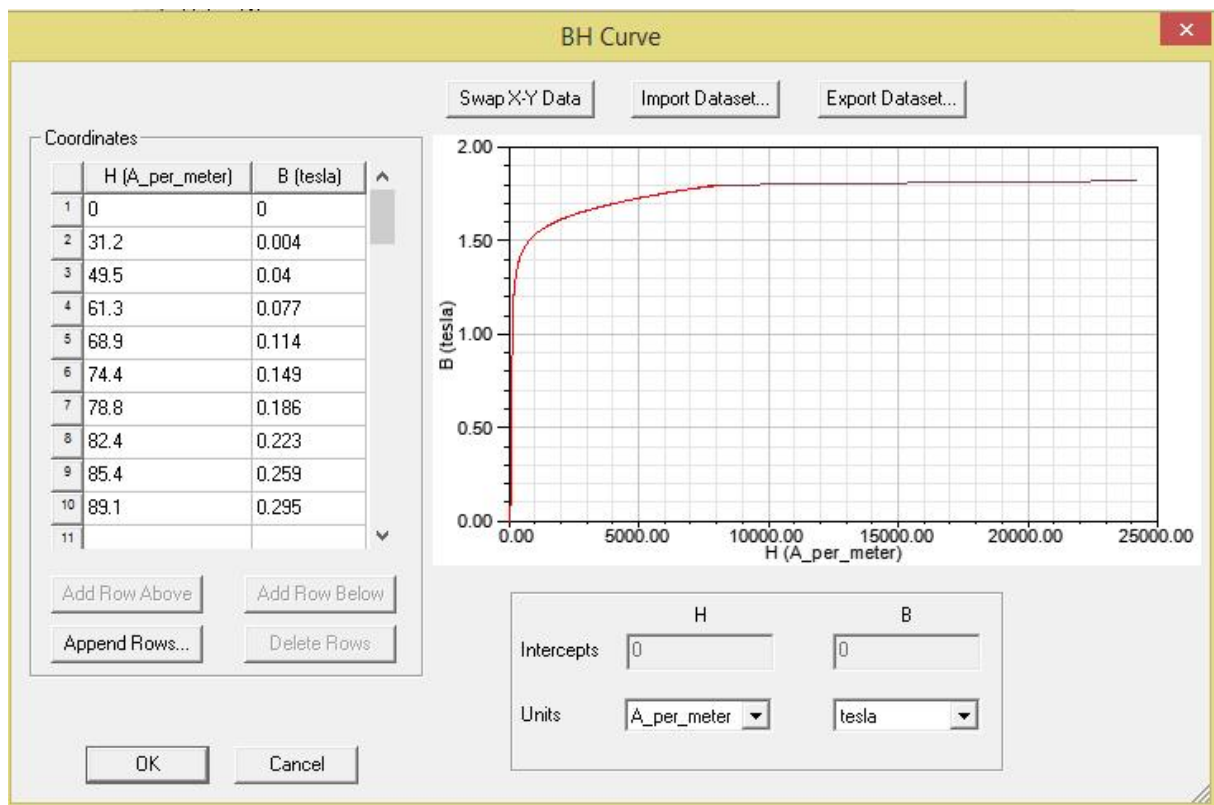 BH Curve
Swap X-Y Data Import Dataset... Export Dataset...
Coordinates
H (A_per_meter) B (tesla)
1 0 0
2 31.2 0.004
3 49.5 0.04
4 61.3 0.077
5 68.9 0.114
6 74.4 0.149
7 78.8 0.186
8 82.4 0.223
9 85.4 0.259
10 89.1 0.295
11
Add Row Above Add Row Below
Append Rows... Delete Rows
OK Cancel
2.00
1.50
1.00
0.50
0.00
B (tesla)
0.00 5000.00 10000.00 15000.00 20000.00 25000.00
H (A_per_meter)
H B
Intercepts 0 0
Units A_per_meter tesla